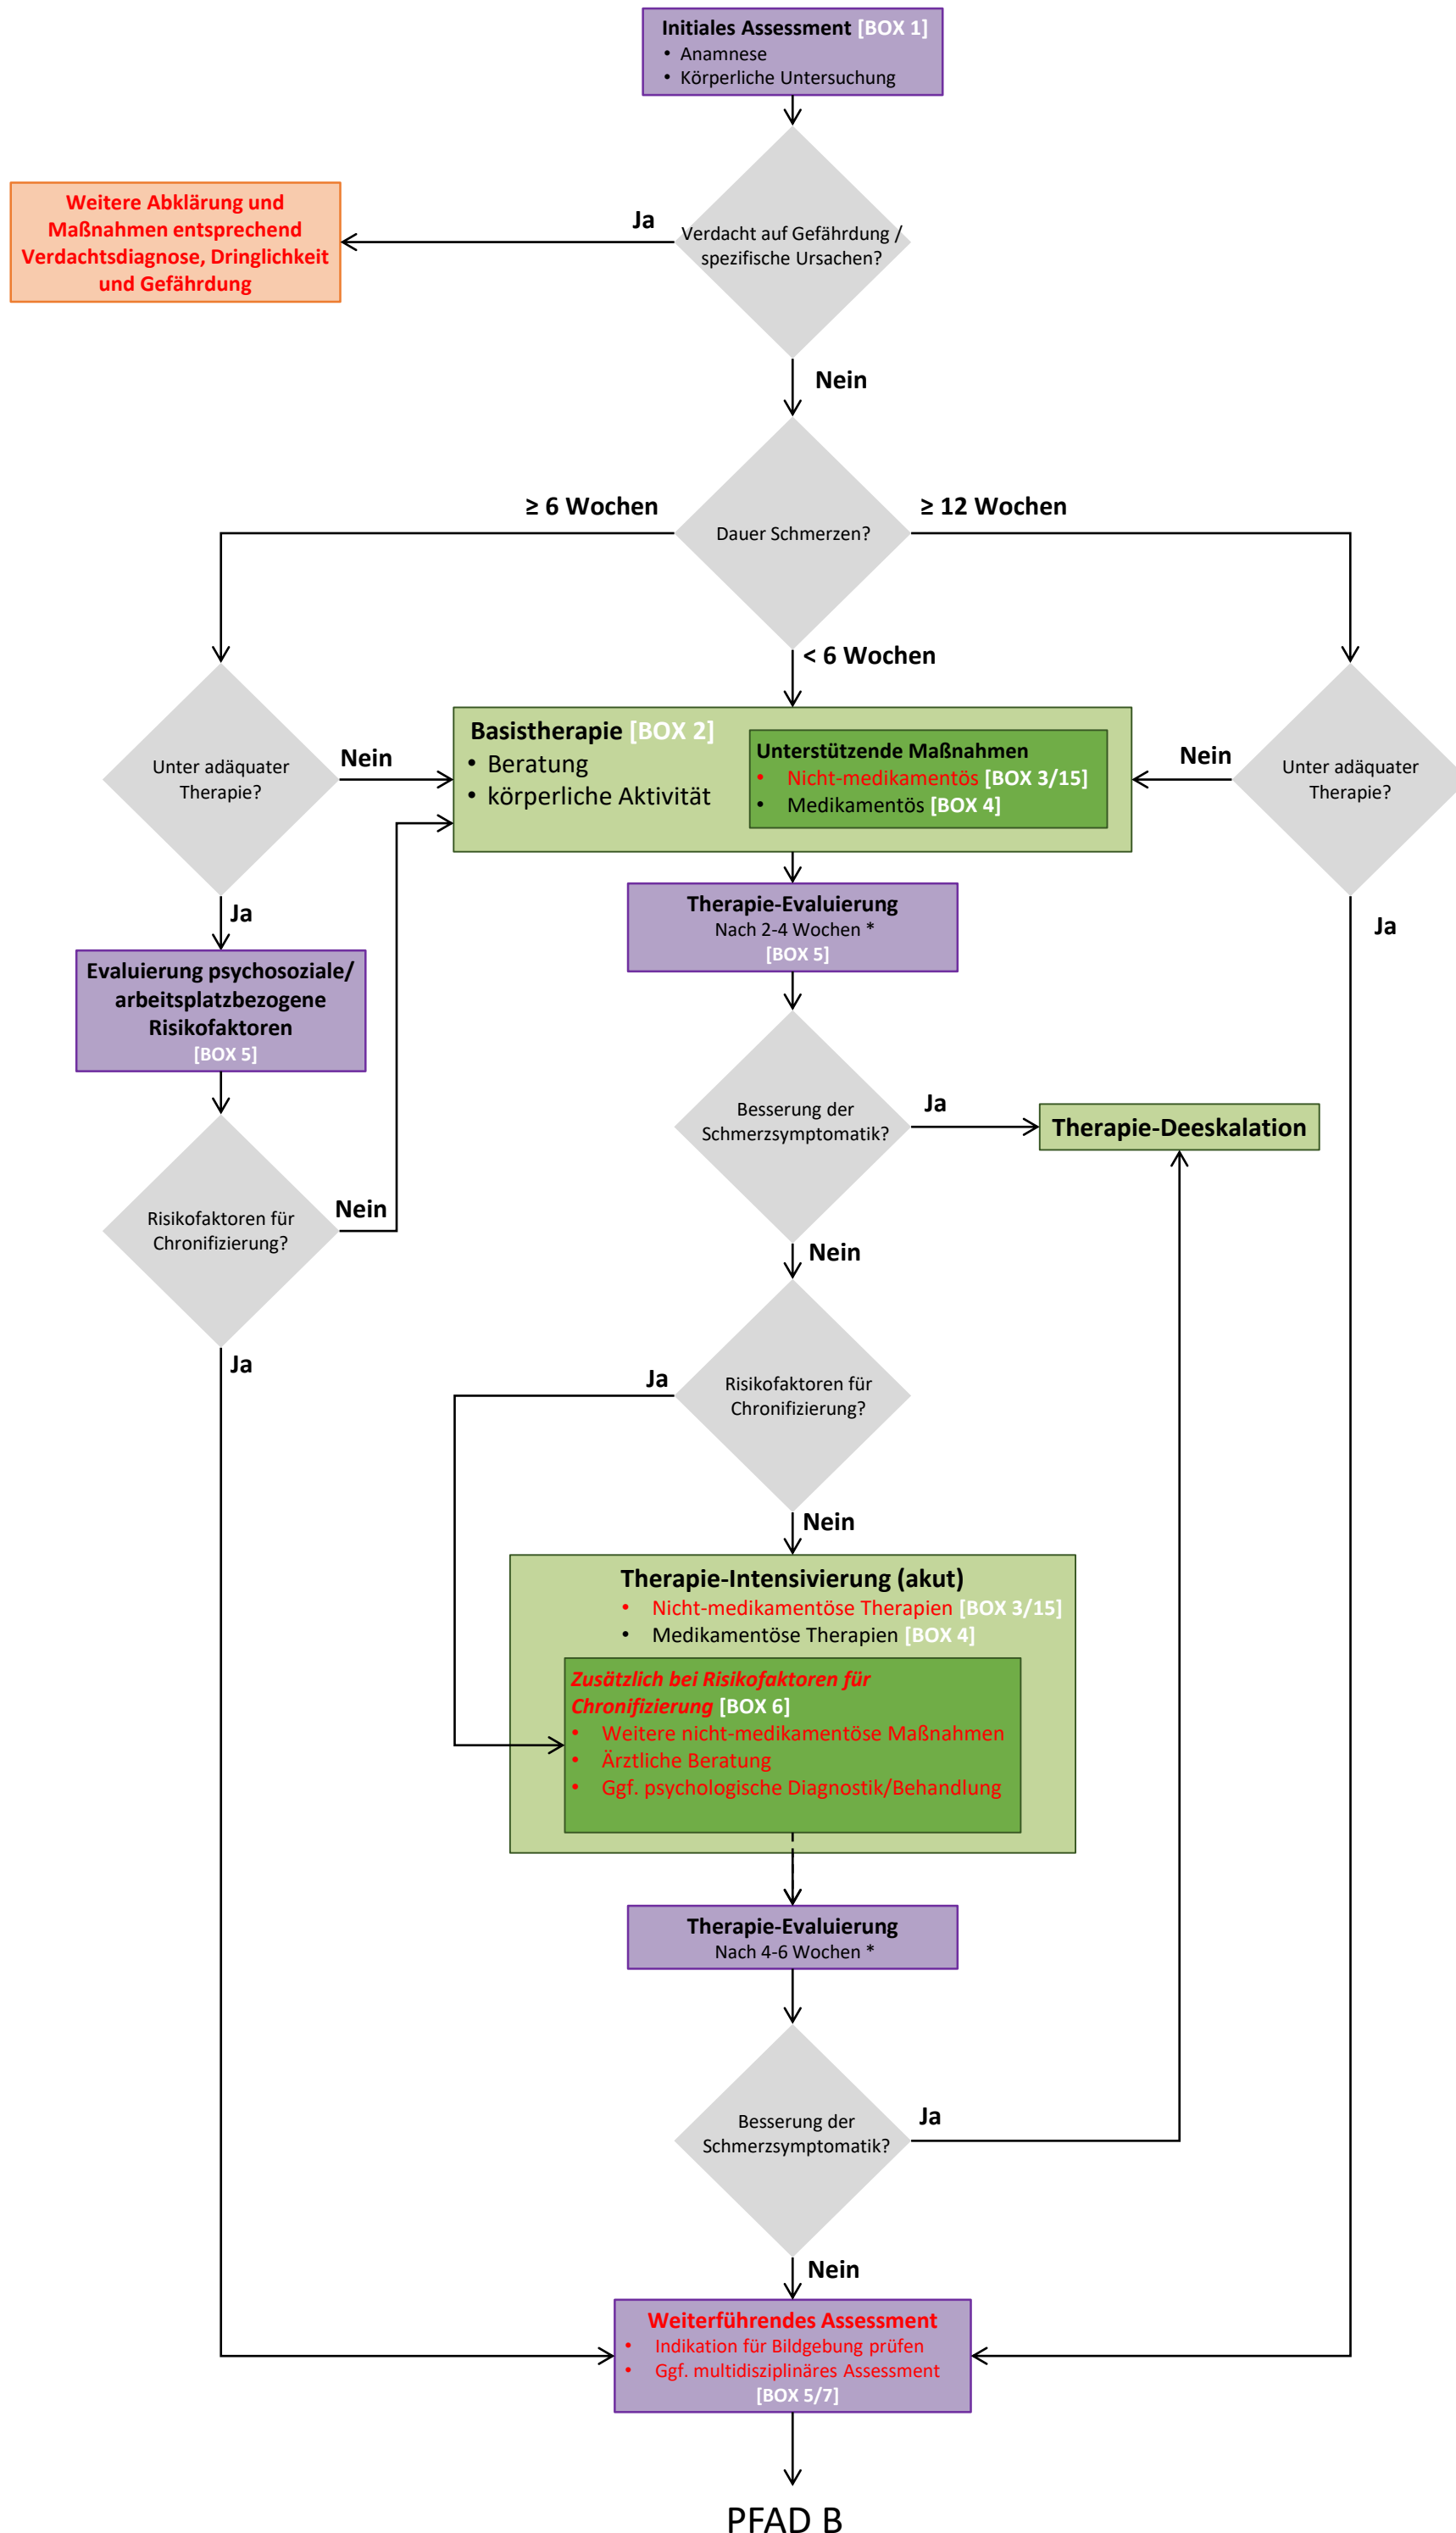 Initiales Assessment [BOX 1]
• Anamnese
• Körperliche Untersuchung
Weitere Abklärung und
Maßnahmen entsprechend
Verdachtsdiagnose, Dringlichkeit
und Gefährdung
Ja
Verdacht auf Gefährdung /
spezifische Ursachen?
Nein
≥ 6 Wochen
≥ 12 Wochen
Dauer Schmerzen?
< 6 Wochen
Unter adäquater
Therapie?
Nein
Basistherapie [BOX 2]
• Beratung
• körperliche Aktivität
Unterstützende Maßnahmen
• Nicht-medikamentös [BOX 3/15]
• Medikamentös [BOX 4]
Nein
Unter adäquater
Therapie?
Ja
Therapie-Evaluierung
Nach 2-4 Wochen *
[BOX 5]
Ja
Evaluierung psychosoziale/
arbeitsplatzbezogene
Risikofaktoren
[BOX 5]
Besserung der
Schmerzsymptomatik?
Ja
Therapie-Deeskalation
Risikofaktoren für
Chronifizierung?
Nein
Nein
Ja
Ja
Risikofaktoren für
Chronifizierung?
Nein
Therapie-Intensivierung (akut)
• Nicht-medikamentöse Therapien [BOX 3/15]
• Medikamentöse Therapien [BOX 4]
Zusätzlich bei Risikofaktoren für
Chronifizierung [BOX 6]
• Weitere nicht-medikamentöse Maßnahmen
• Ärztliche Beratung
• Ggf. psychologische Diagnostik/Behandlung
Therapie-Evaluierung
Nach 4-6 Wochen *
Besserung der
Schmerzsymptomatik?
Ja
Nein
Weiterführendes Assessment
• Indikation für Bildgebung prüfen
• Ggf. multidisziplinäres Assessment
[BOX 5/7]
PFAD B